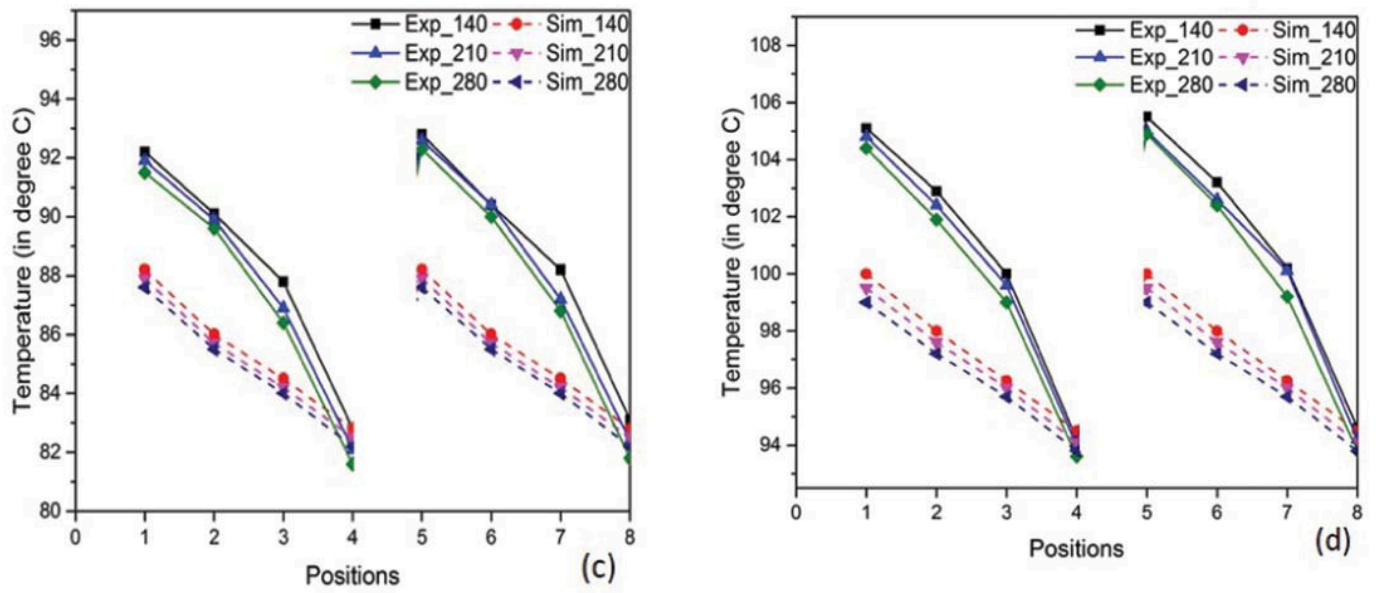 Exp_140 Sim_140
Exp_210 Sim_210
Exp_280 Sim_280
96
94
92
90
88
86
84
82
80
Temperature (in degree C)
0 1 2 3 4 5 6 7 8
Positions
(c)
Exp_140 Sim_140
Exp_210 Sim_210
Exp_280 Sim_280
108
106
104
102
100
98
96
94
Temperature (in degree C)
0 1 2 3 4 5 6 7 8
Positions
(d)